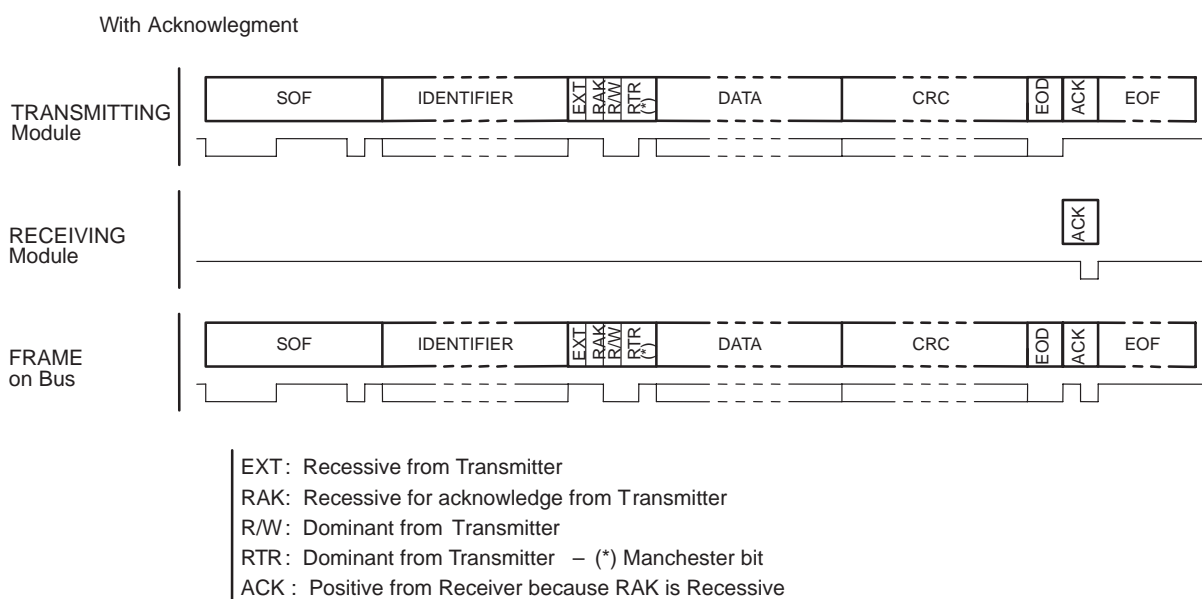 With Acknowlegment
TRANSMITTING
Module
SOF IDENTIFIER EXT RAK R/W RTR (*) DATA CRC EOD ACK EOF
RECEIVING
Module
ACK
FRAME
on Bus
SOF IDENTIFIER EXT RAK R/W RTR (*) DATA CRC EOD ACK EOF
EXT : Recessive from Transmitter
RAK: Recessive for acknowledge from Transmitter
R/W : Dominant from Transmitter
RTR : Dominant from Transmitter – (*) Manchester bit
ACK : Positive from Receiver because RAK is Recessive